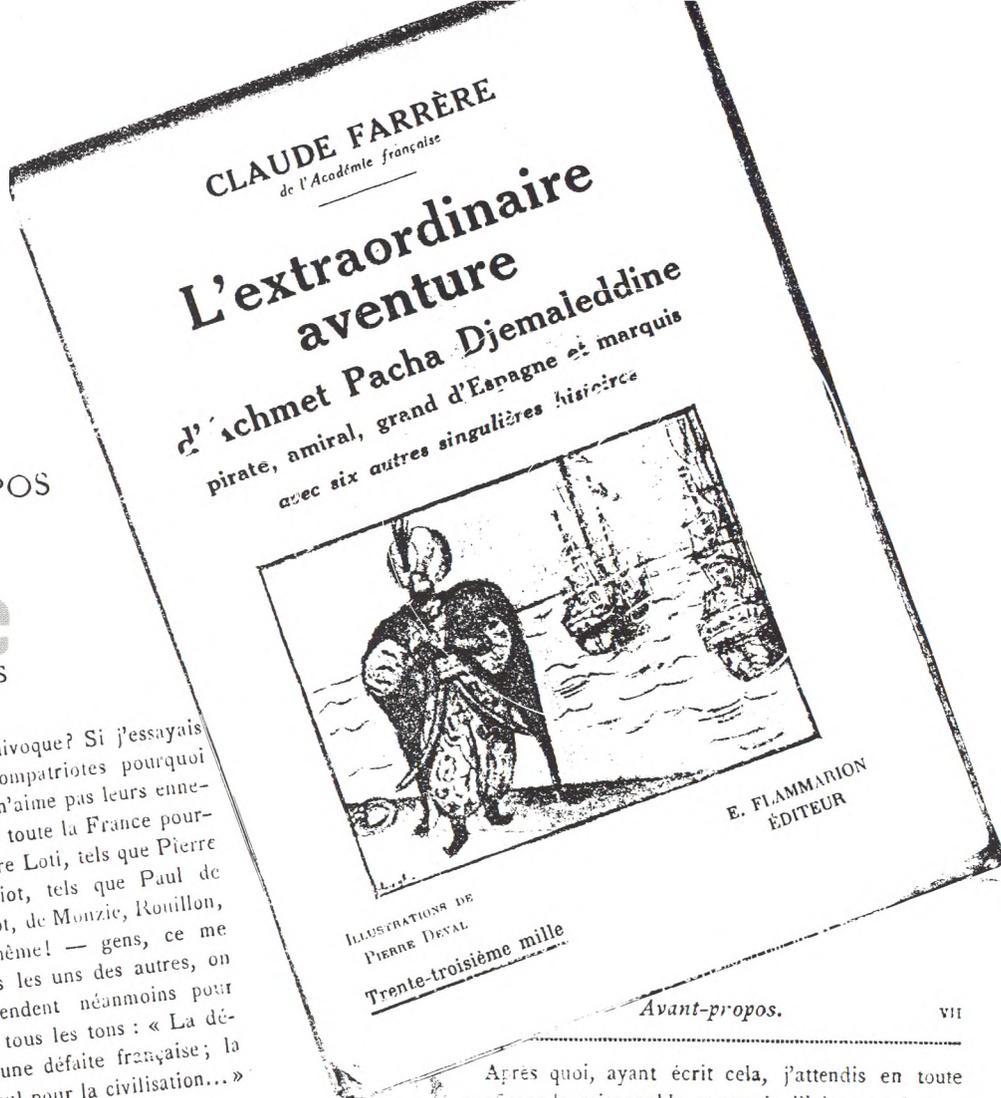 CLAUDE FARRÈRE
de l'Académie française
L'extraordinaire
aventure
d'Achmet Pacha Djemaleddine
pirate, amiral, grand d'Espagne et marquis
avec six autres singulières histoires
E. FLAMMARION
ÉDITEUR
ILLUSTRATIONS DE
PIERRE DEVAL
Trente-troisième mille
POS
e
S
ivoque? Si j'essayais
ompatriotes pourquoi
n'aime pas leurs enne-
toute la France pour-
re Loti, tels que Pierre
iot, tels que Paul de
ot, de Monzie, Rouillon,
ême! — gens, ce me
s les uns des autres, on
endent néanmoins pour
tous les tons : « La dé-
une défaite française; la
pour la civilisation... »
Avant-propos. VII
Après quoi, ayant écrit cela, j'attendis en toute